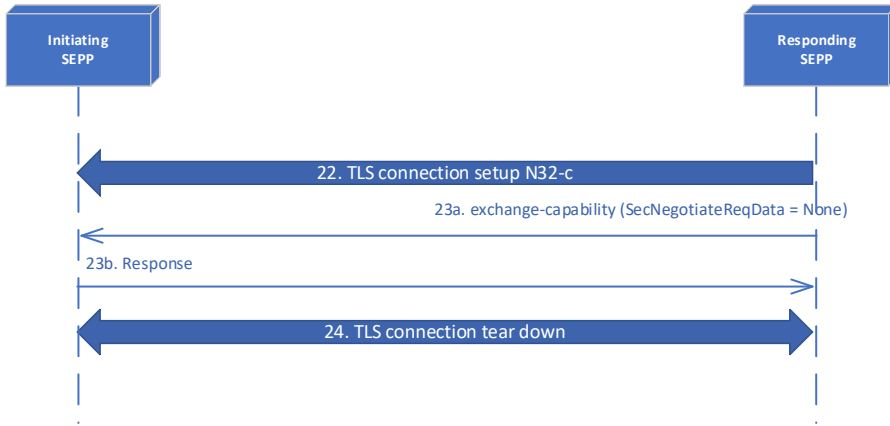 Initiating
SEPP
Responding
SEPP
22. TLS connection setup N32-c
23a. exchange-capability (SecNegotiateReqData = None)
23b. Response
24. TLS connection tear down